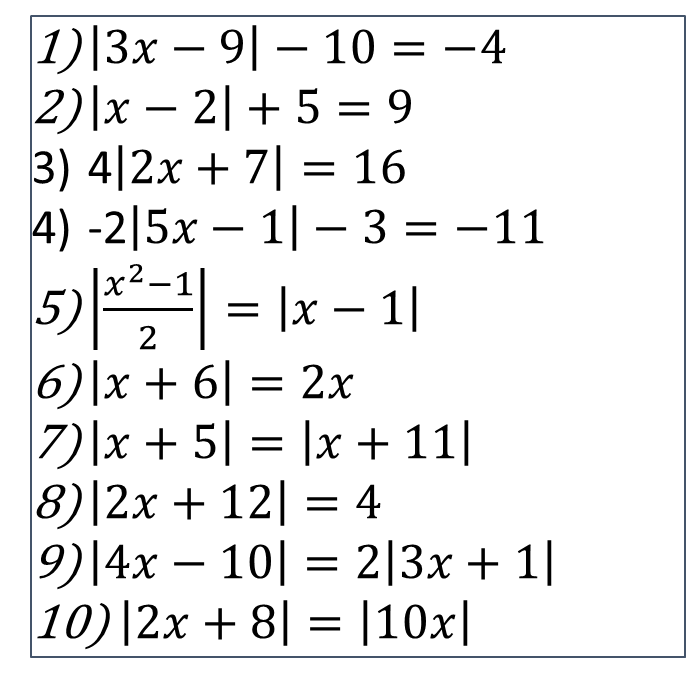 1)|3x − 9| − 10 = −4
2)|x − 2| + 5 = 9
3) 4|2x + 7| = 16
4) -2|5x − 1| − 3 = −11
5)|(x²−1)/2| = |x − 1|
6)|x + 6| = 2x
7)|x + 5| = |x + 11|
8)|2x + 12| = 4
9)|4x − 10| = 2|3x + 1|
10)|2x + 8| = |10x|